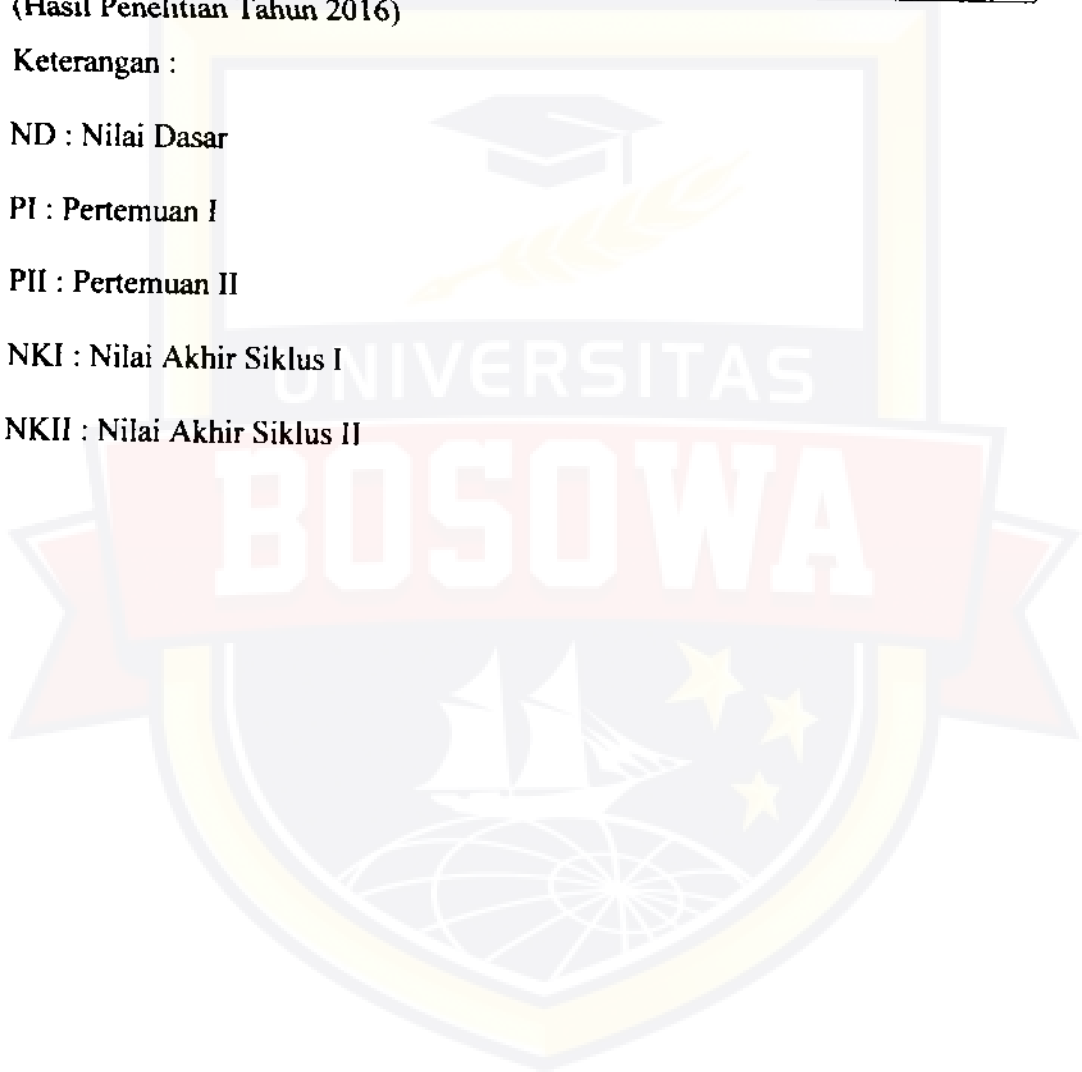 (Hasil Penelitian Tahun 2016)
Keterangan :
ND : Nilai Dasar
PI : Pertemuan I
PII : Pertemuan II
NKI : Nilai Akhir Siklus I
NKII : Nilai Akhir Siklus II
UNIVERSITAS
BOSOWA